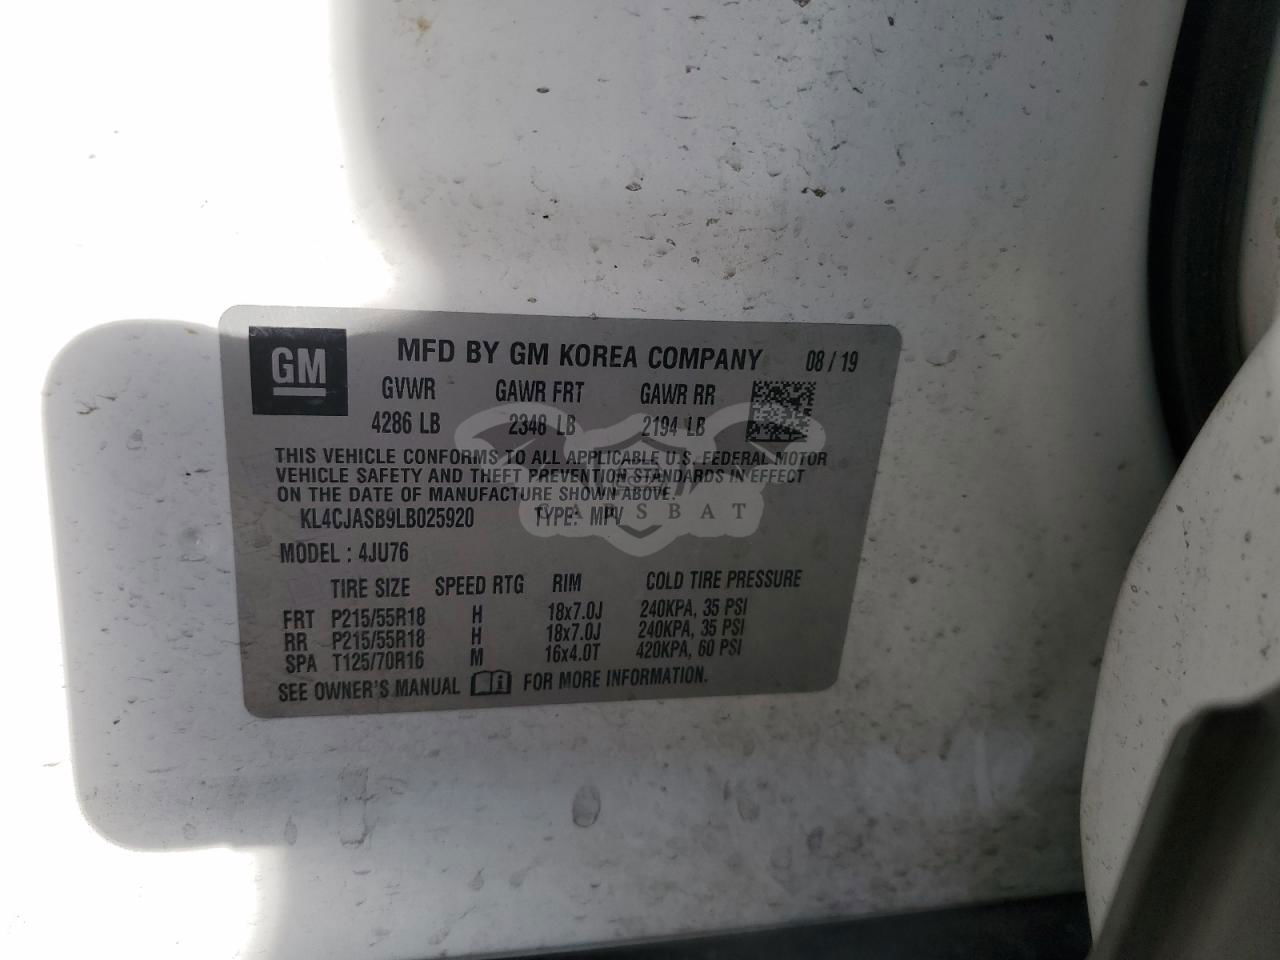 GM
MFD BY GM KOREA COMPANY 08 / 19
GVWR GAWR FRT GAWR RR
4286 LB 2348 LB 2194 LB
THIS VEHICLE CONFORMS TO ALL APPLICABLE U.S. FEDERAL MOTOR
VEHICLE SAFETY AND THEFT PREVENTION STANDARDS IN EFFECT
ON THE DATE OF MANUFACTURE SHOWN ABOVE.
KL4CJASB9LB025920 TYPE: MPV
CARSBAT
MODEL : 4JU76
TIRE SIZE SPEED RTG RIM COLD TIRE PRESSURE
FRT P215/55R18 H 18x7.0J 240KPA, 35 PSI
RR P215/55R18 H 18x7.0J 240KPA, 35 PSI
SPA T125/70R16 M 16x4.0T 420KPA, 60 PSI
SEE OWNER'S MANUAL i FOR MORE INFORMATION.